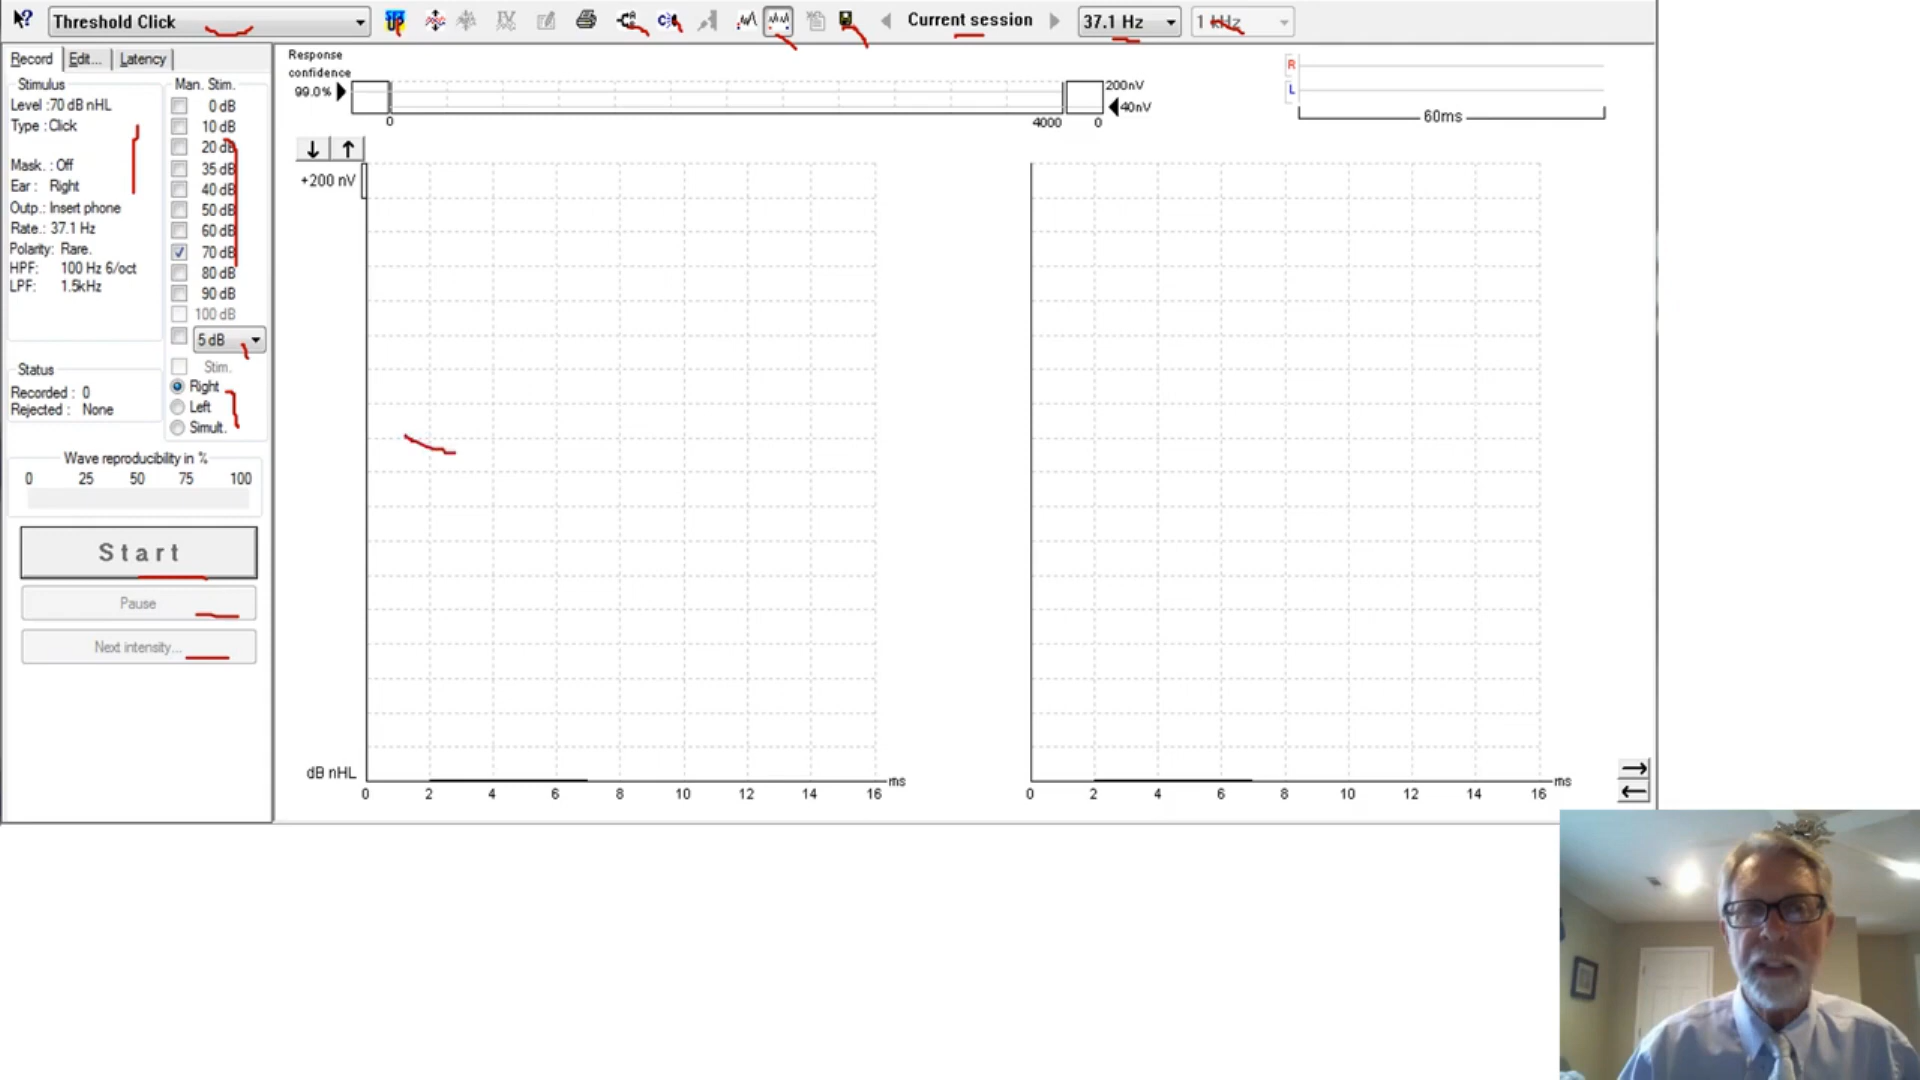 Threshold Click
Current session
37.1 Hz
1 kHz
Record
Edit...
Latency
Stimulus
Level :70 dB nHL
Type : Click
Mask. : Off
Ear : Right
Outp.: Insert phone
Rate.: 37.1 Hz
Polarity: Rare.
HPF: 100 Hz 6/oct
LPF: 1.5kHz
Man. Stim.
0 dB
10 dB
20 dB
35 dB
40 dB
50 dB
60 dB
70 dB
80 dB
90 dB
100 dB
5 dB
Stim.
Right
Left
Simult.
Status
Recorded : 0
Rejected : None
Wave reproducibility in %
0 25 50 75 100
Start
Pause
Next intensity...
Response
confidence
99.0%
0
4000
0
200nV
40nV
R
L
60ms
+200 nV
dB nHL
0 2 4 6 8 10 12 14 16
ms
0 2 4 6 8 10 12 14 16
ms